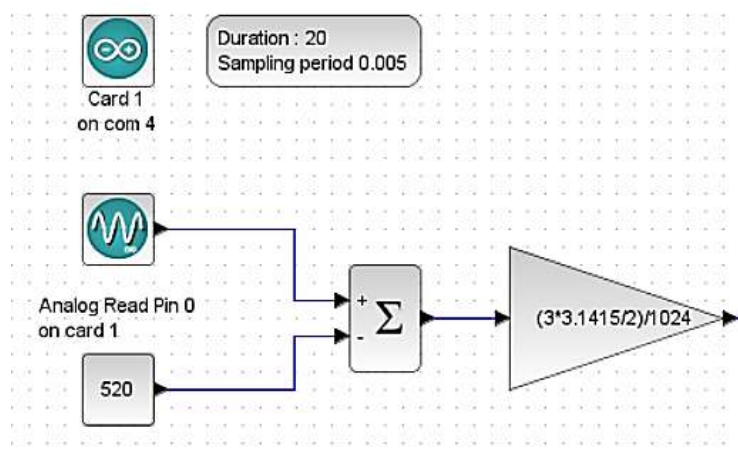 Duration : 20
Sampling period 0.005
Card 1
on com 4
Analog Read Pin 0
on card 1
520
+
-
Σ
(3*3.1415/2)/1024